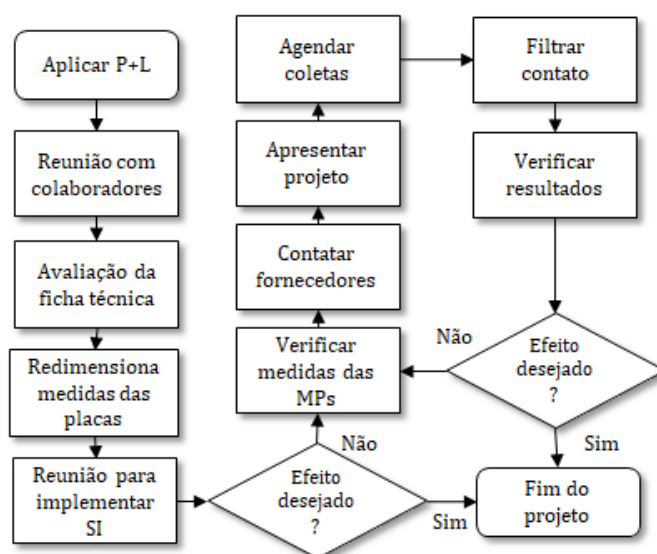 Aplicar P+L
Reunião com
colaboradores
Avaliação da
ficha técnica
Redimensiona
medidas das
placas
Reunião para
implementar
SI
Efeito
desejado
?
Não
Sim
Verificar
medidas das
MPs
Contatar
fornecedores
Apresentar
projeto
Agendar
coletas
Filtrar
contato
Verificar
resultados
Efeito
desejado
?
Não
Sim
Fim do
projeto